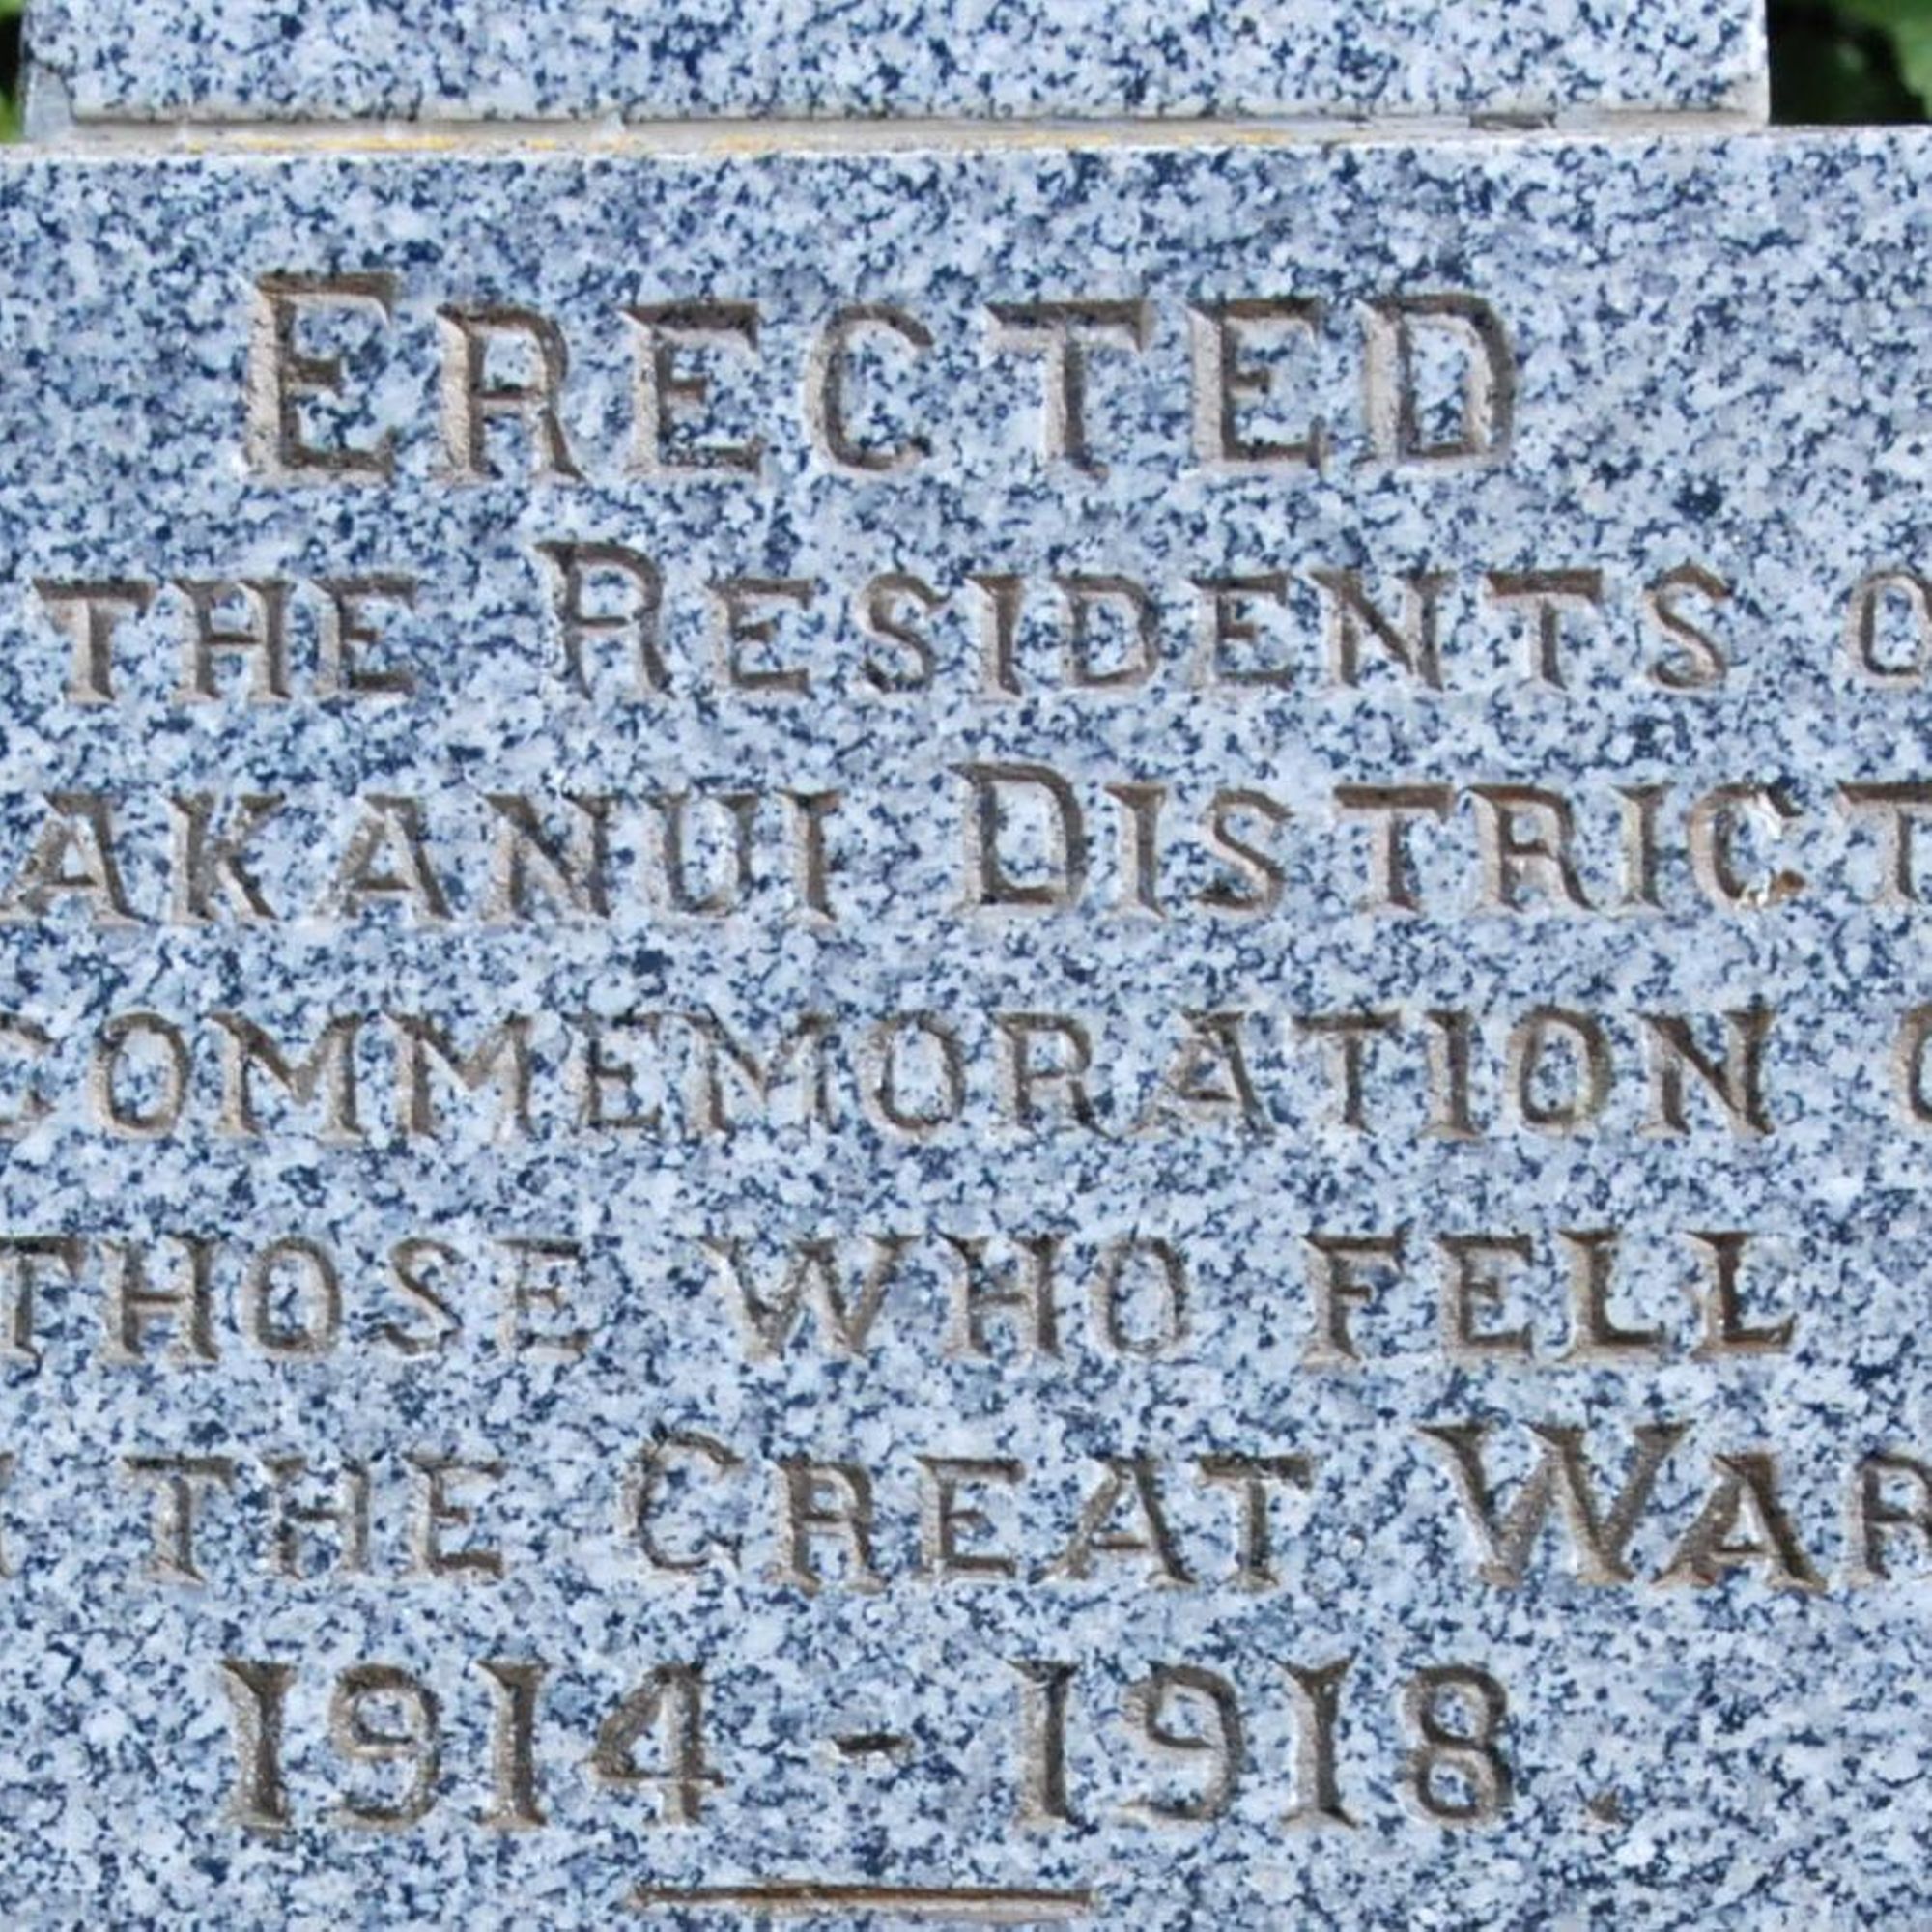 ERECTED
THE RESIDENTS
AKANUI DISTRICT
COMMEMORATION
THOSE WHO FELL
THE GREAT WAR
1914 - 1918.